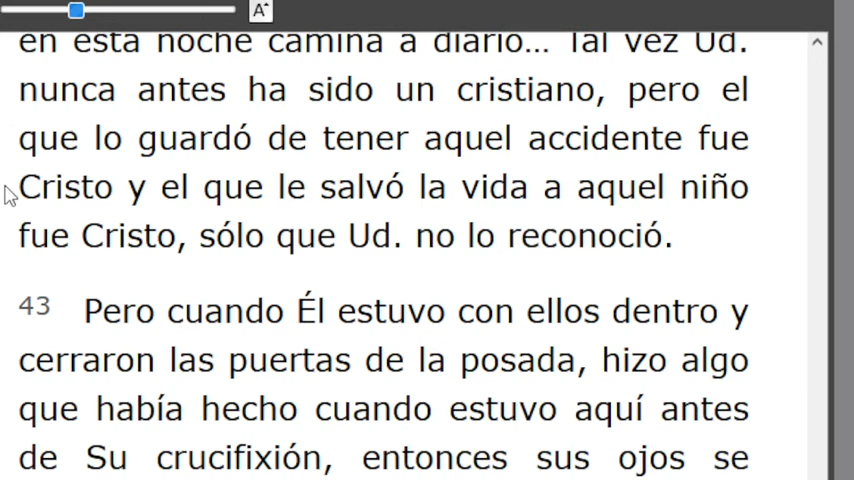 A
en esta noche camina a diario... Tal vez Ud.
nunca antes ha sido un cristiano, pero el
que lo guardó de tener aquel accidente fue
Cristo y el que le salvó la vida a aquel niño
fue Cristo, sólo que Ud. no lo reconoció.
43 Pero cuando Él estuvo con ellos dentro y
cerraron las puertas de la posada, hizo algo
que había hecho cuando estuvo aquí antes
de Su crucifixión, entonces sus ojos se